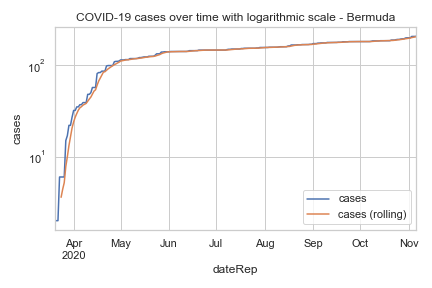 COVID-19 cases over time with logarithmic scale - Bermuda
10²
10¹
cases
Apr
2020
May
Jun
Jul
Aug
Sep
Oct
Nov
dateRep
cases
cases (rolling)